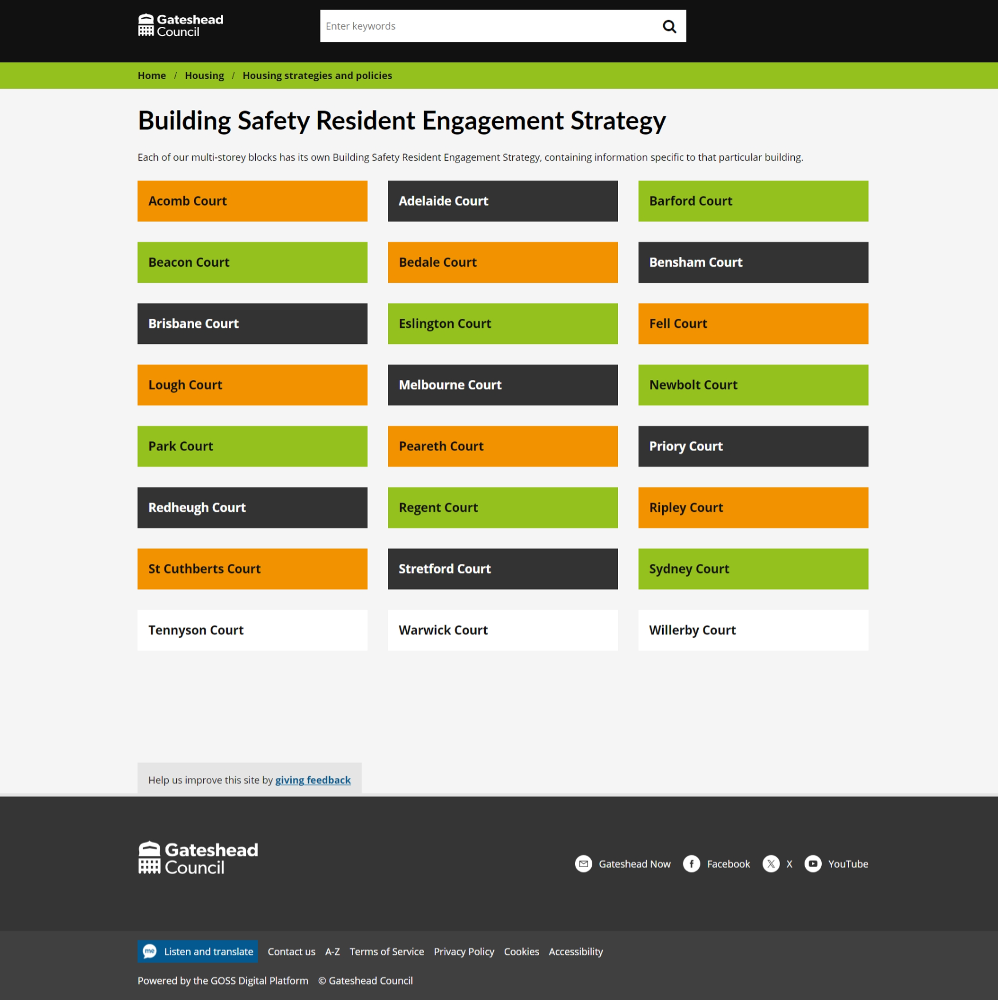 Gateshead
Council
Enter keywords
Home / Housing / Housing strategies and policies
Building Safety Resident Engagement Strategy
Each of our multi-storey blocks has its own Building Safety Resident Engagement Strategy, containing information specific to that particular building.
Acomb Court
Adelaide Court
Barford Court
Beacon Court
Bedale Court
Bensham Court
Brisbane Court
Eslington Court
Fell Court
Lough Court
Melbourne Court
Newbolt Court
Park Court
Peareth Court
Priory Court
Redheugh Court
Regent Court
Ripley Court
St Cuthberts Court
Stretford Court
Sydney Court
Tennyson Court
Warwick Court
Willerby Court
Help us improve this site by giving feedback
Gateshead
Council
Gateshead Now
Facebook
X
YouTube
me Listen and translate Contact us A-Z Terms of Service Privacy Policy Cookies Accessibility
Powered by the GOSS Digital Platform © Gateshead Council